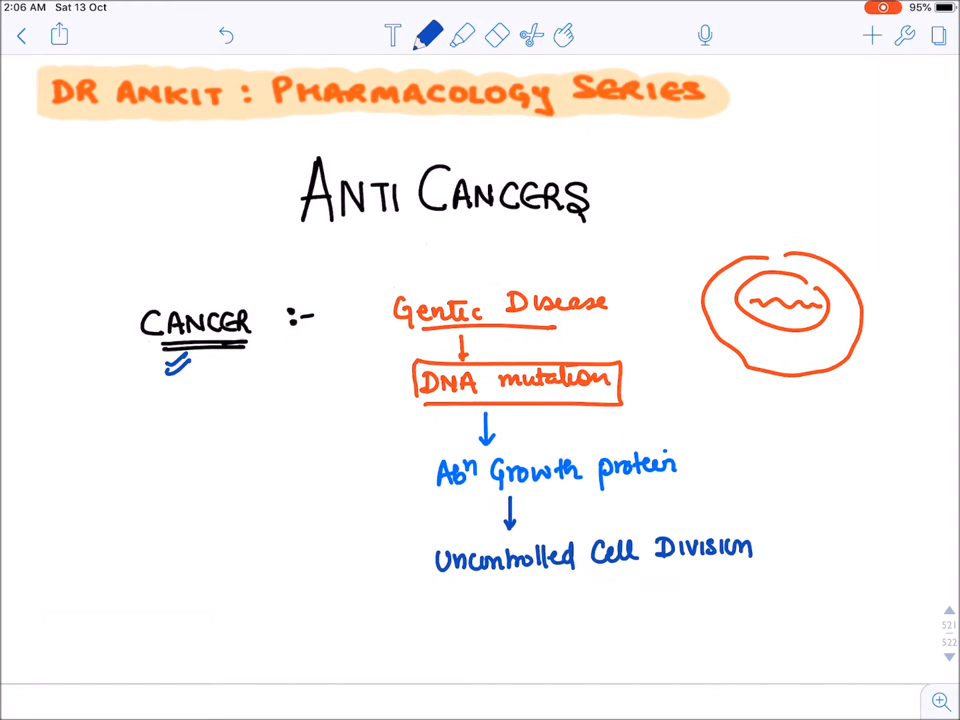 2:06 AM Sat 13 Oct 95%
T
DR ANKIT : PHARMACOLOGY SERIES
ANTI CANCERS
CANCER :- Gentic Disease
DNA mutation
Abn Growth protein
Uncontrolled Cell Division
521
522